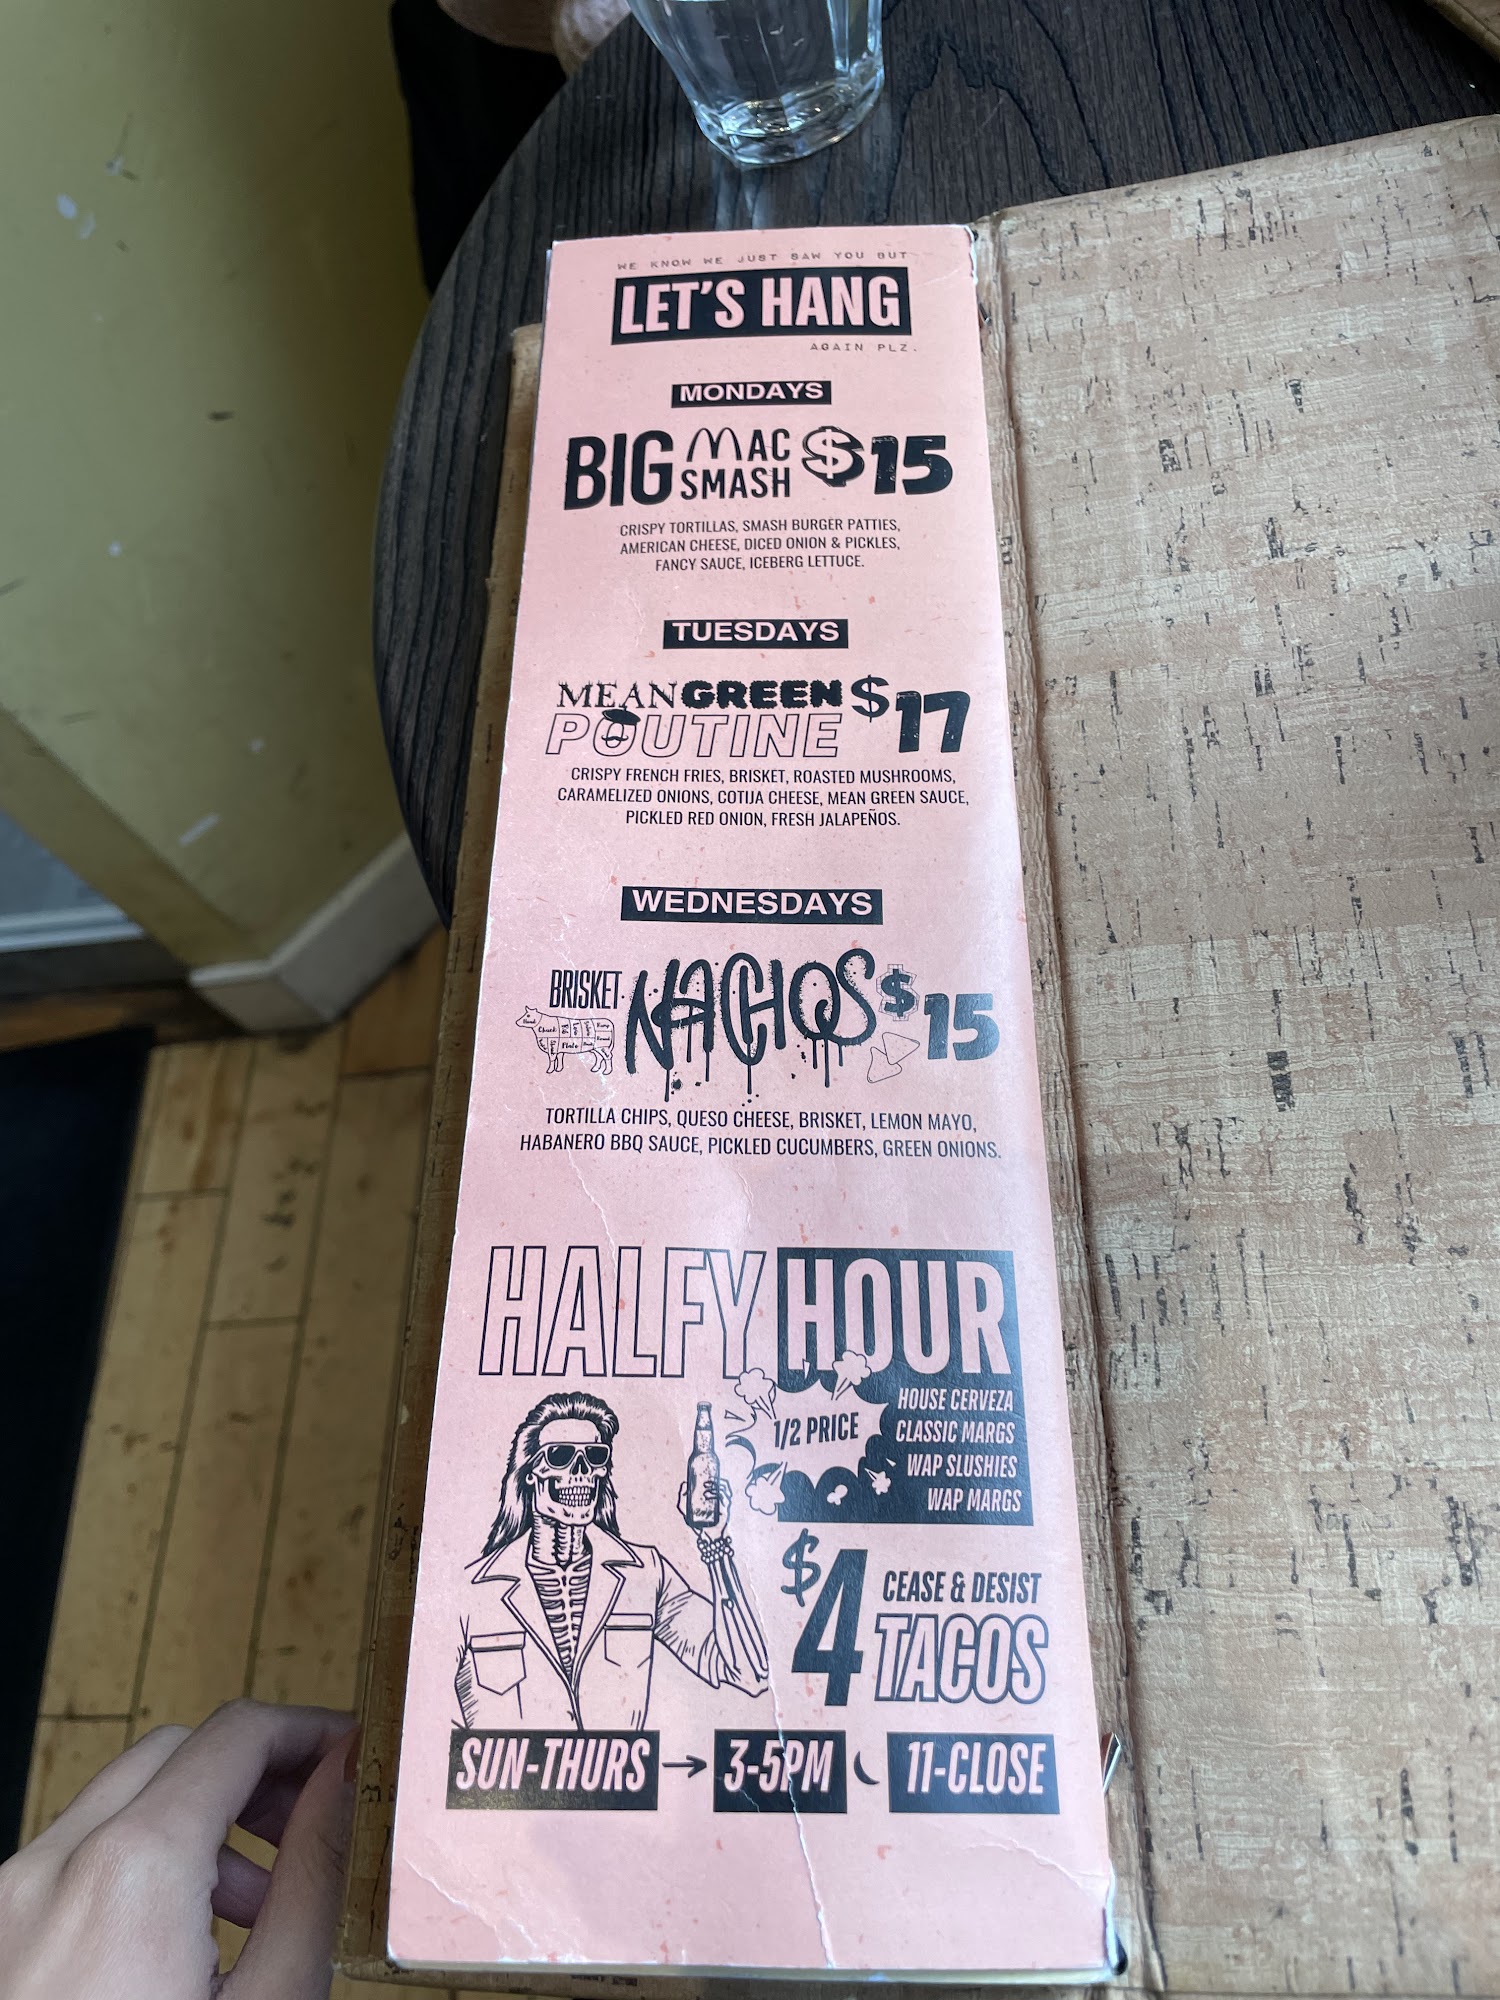 WE KNOW WE JUST SAW YOU BUT
LET'S HANG
AGAIN PLZ.
MONDAYS
BIG MAC SMASH $15
CRISPY TORTILLAS, SMASH BURGER PATTIES,
AMERICAN CHEESE, DICED ONION & PICKLES,
FANCY SAUCE, ICEBERG LETTUCE.
TUESDAYS
MEAN GREEN
POUTINE $17
CRISPY FRENCH FRIES, BRISKET, ROASTED MUSHROOMS,
CARAMELIZED ONIONS, COTIJA CHEESE, MEAN GREEN SAUCE,
PICKLED RED ONION, FRESH JALAPEÑOS.
WEDNESDAYS
BRISKET NACHOS $15
TORTILLA CHIPS, QUESO CHEESE, BRISKET, LEMON MAYO,
HABANERO BBQ SAUCE, PICKLED CUCUMBERS, GREEN ONIONS.
HALFY HOUR
1/2 PRICE
HOUSE CERVEZA
CLASSIC MARGS
WAP SLUSHIES
WAP MARGS
$4 CEASE & DESIST
TACOS
SUN-THURS → 3-5PM 11-CLOSE